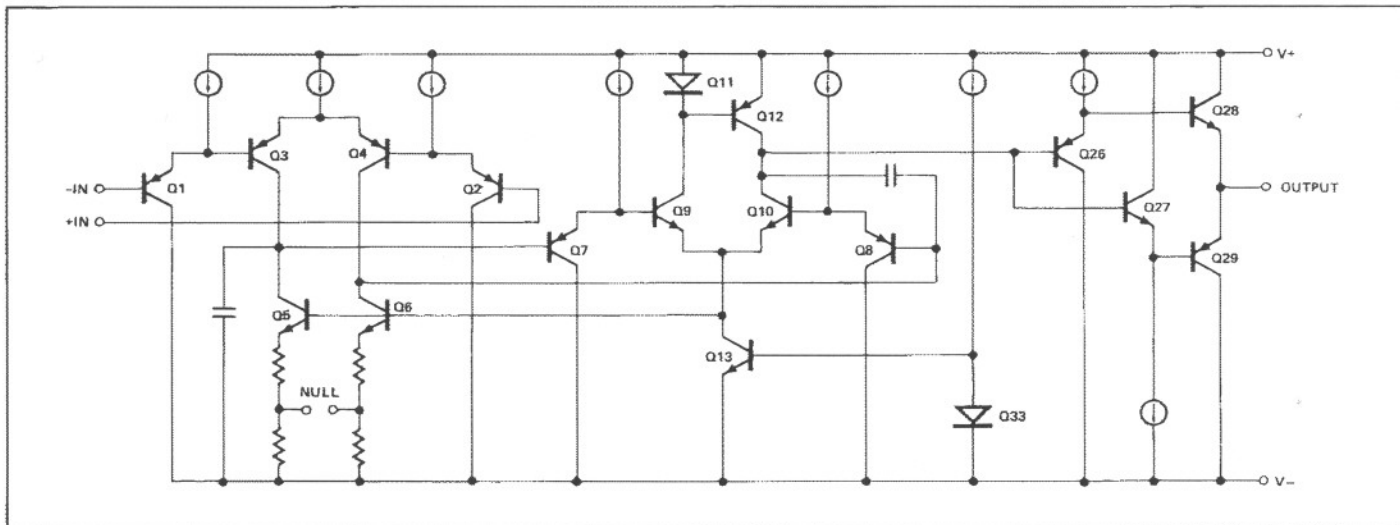 V+
Q11
Q12
Q28
Q3
Q4
Q26
-IN
Q1
Q2
OUTPUT
+IN
Q9
Q10
Q27
Q7
Q8
Q29
Q5
Q6
Q13
NULL
Q33
V-